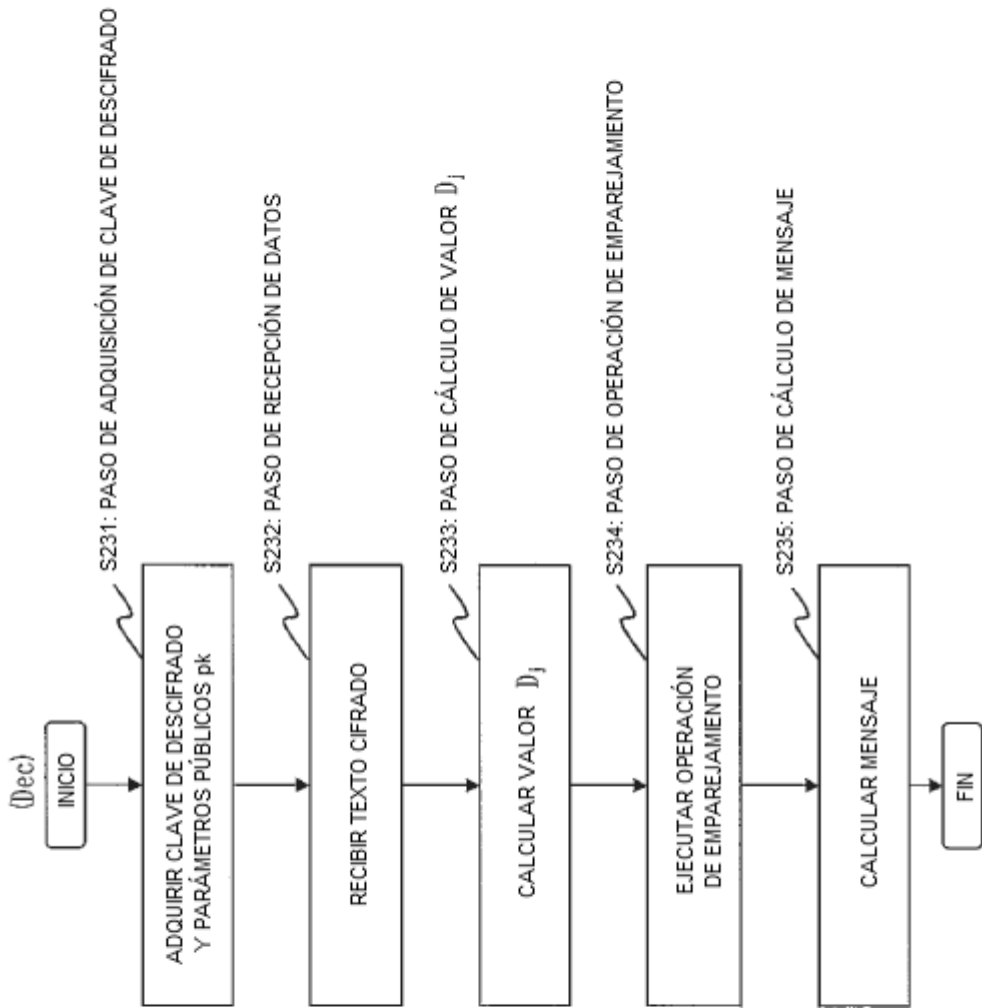 (Dec)
INICIO
S231: PASO DE ADQUISICIÓN DE CLAVE DE DESCIFRADO
ADQUIRIR CLAVE DE DESCIFRADO
Y PARÁMETROS PÚBLICOS pk
S232: PASO DE RECEPCIÓN DE DATOS
RECIBIR TEXTO CIFRADO
S233: PASO DE CÁLCULO DE VALOR 𝔻ⱼ
CALCULAR VALOR 𝔻ⱼ
S234: PASO DE OPERACIÓN DE EMPAREJAMIENTO
EJECUTAR OPERACIÓN
DE EMPAREJAMIENTO
S235: PASO DE CÁLCULO DE MENSAJE
CALCULAR MENSAJE
FIN